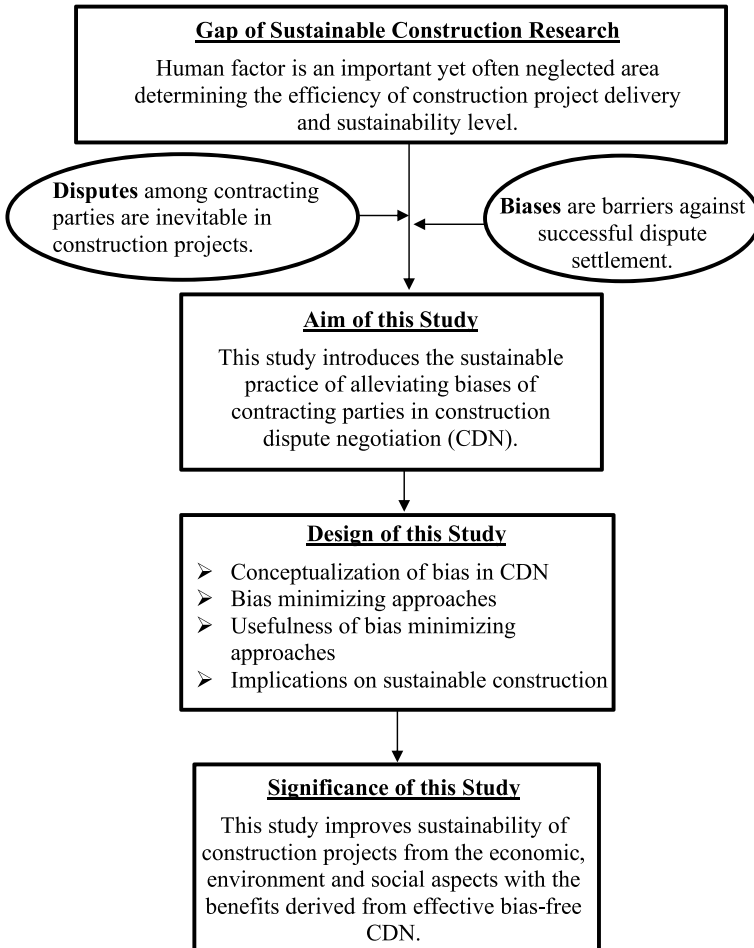 Gap of Sustainable Construction Research
Human factor is an important yet often neglected area
determining the efficiency of construction project delivery
and sustainability level.
Disputes among contracting
parties are inevitable in
construction projects.
Biases are barriers against
successful dispute
settlement.
Aim of this Study
This study introduces the sustainable
practice of alleviating biases of
contracting parties in construction
dispute negotiation (CDN).
Design of this Study
➢ Conceptualization of bias in CDN
➢ Bias minimizing approaches
➢ Usefulness of bias minimizing
approaches
➢ Implications on sustainable construction
Significance of this Study
This study improves sustainability of
construction projects from the economic,
environment and social aspects with the
benefits derived from effective bias-free
CDN.